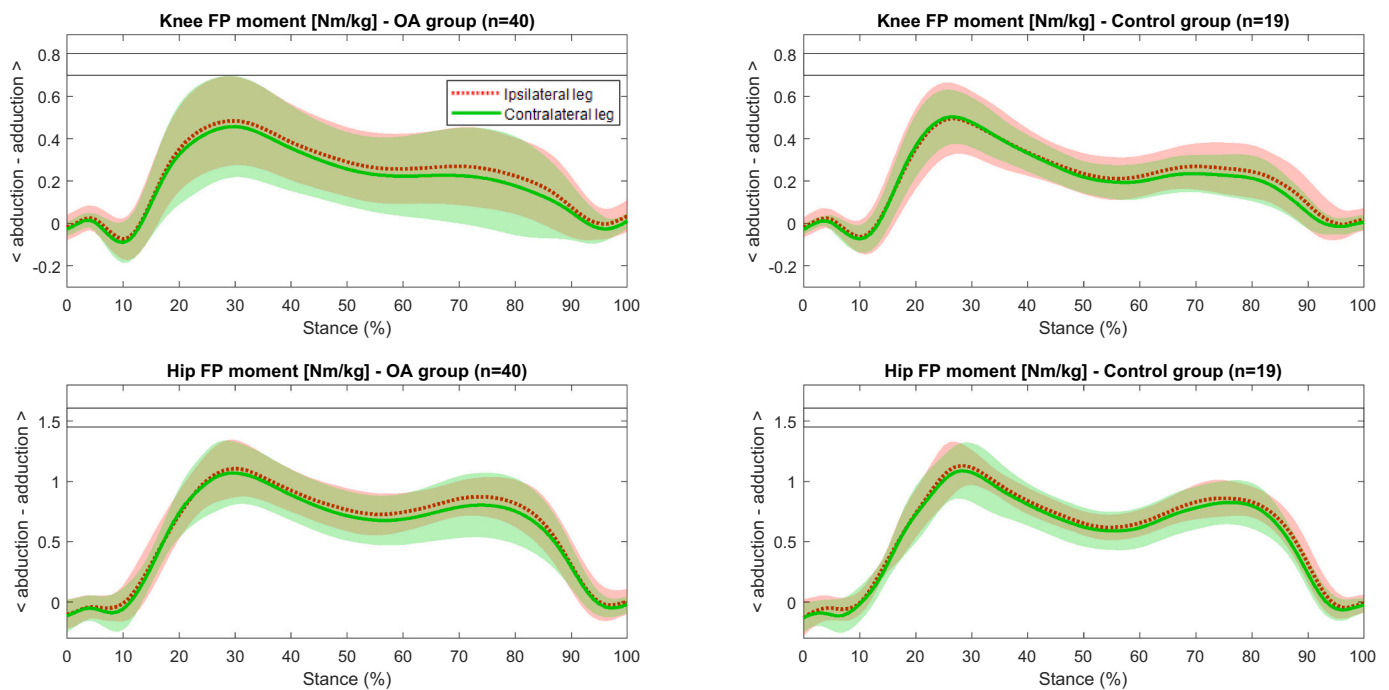 Knee FP moment [Nm/kg] - OA group (n=40)
< abduction - adduction >
0.8
0.6
0.4
0.2
0
-0.2
Ipsilateral leg
Contralateral leg
0 10 20 30 40 50 60 70 80 90 100
Stance (%)
Knee FP moment [Nm/kg] - Control group (n=19)
< abduction - adduction >
0.8
0.6
0.4
0.2
0
-0.2
0 10 20 30 40 50 60 70 80 90 100
Stance (%)
Hip FP moment [Nm/kg] - OA group (n=40)
< abduction - adduction >
1.5
1
0.5
0
0 10 20 30 40 50 60 70 80 90 100
Stance (%)
Hip FP moment [Nm/kg] - Control group (n=19)
< abduction - adduction >
1.5
1
0.5
0
0 10 20 30 40 50 60 70 80 90 100
Stance (%)